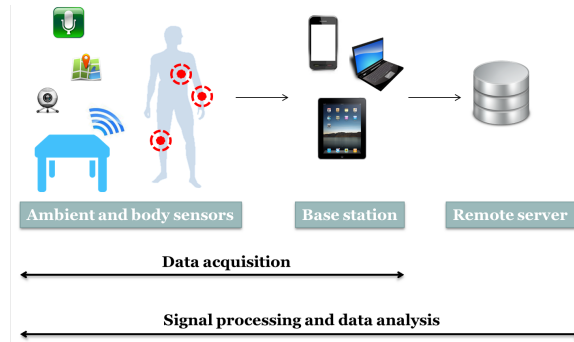 Ambient and body sensors
Base station
Remote server
Data acquisition
Signal processing and data analysis